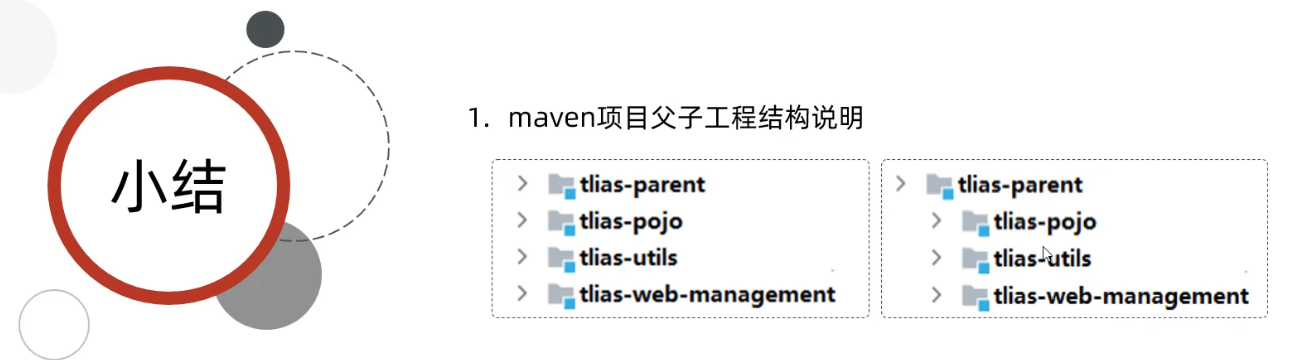 小结
1. maven项目父子工程结构说明
tlias-parent
tlias-pojo
tlias-utils
tlias-web-management
tlias-parent
tlias-pojo
tlias-utils
tlias-web-management